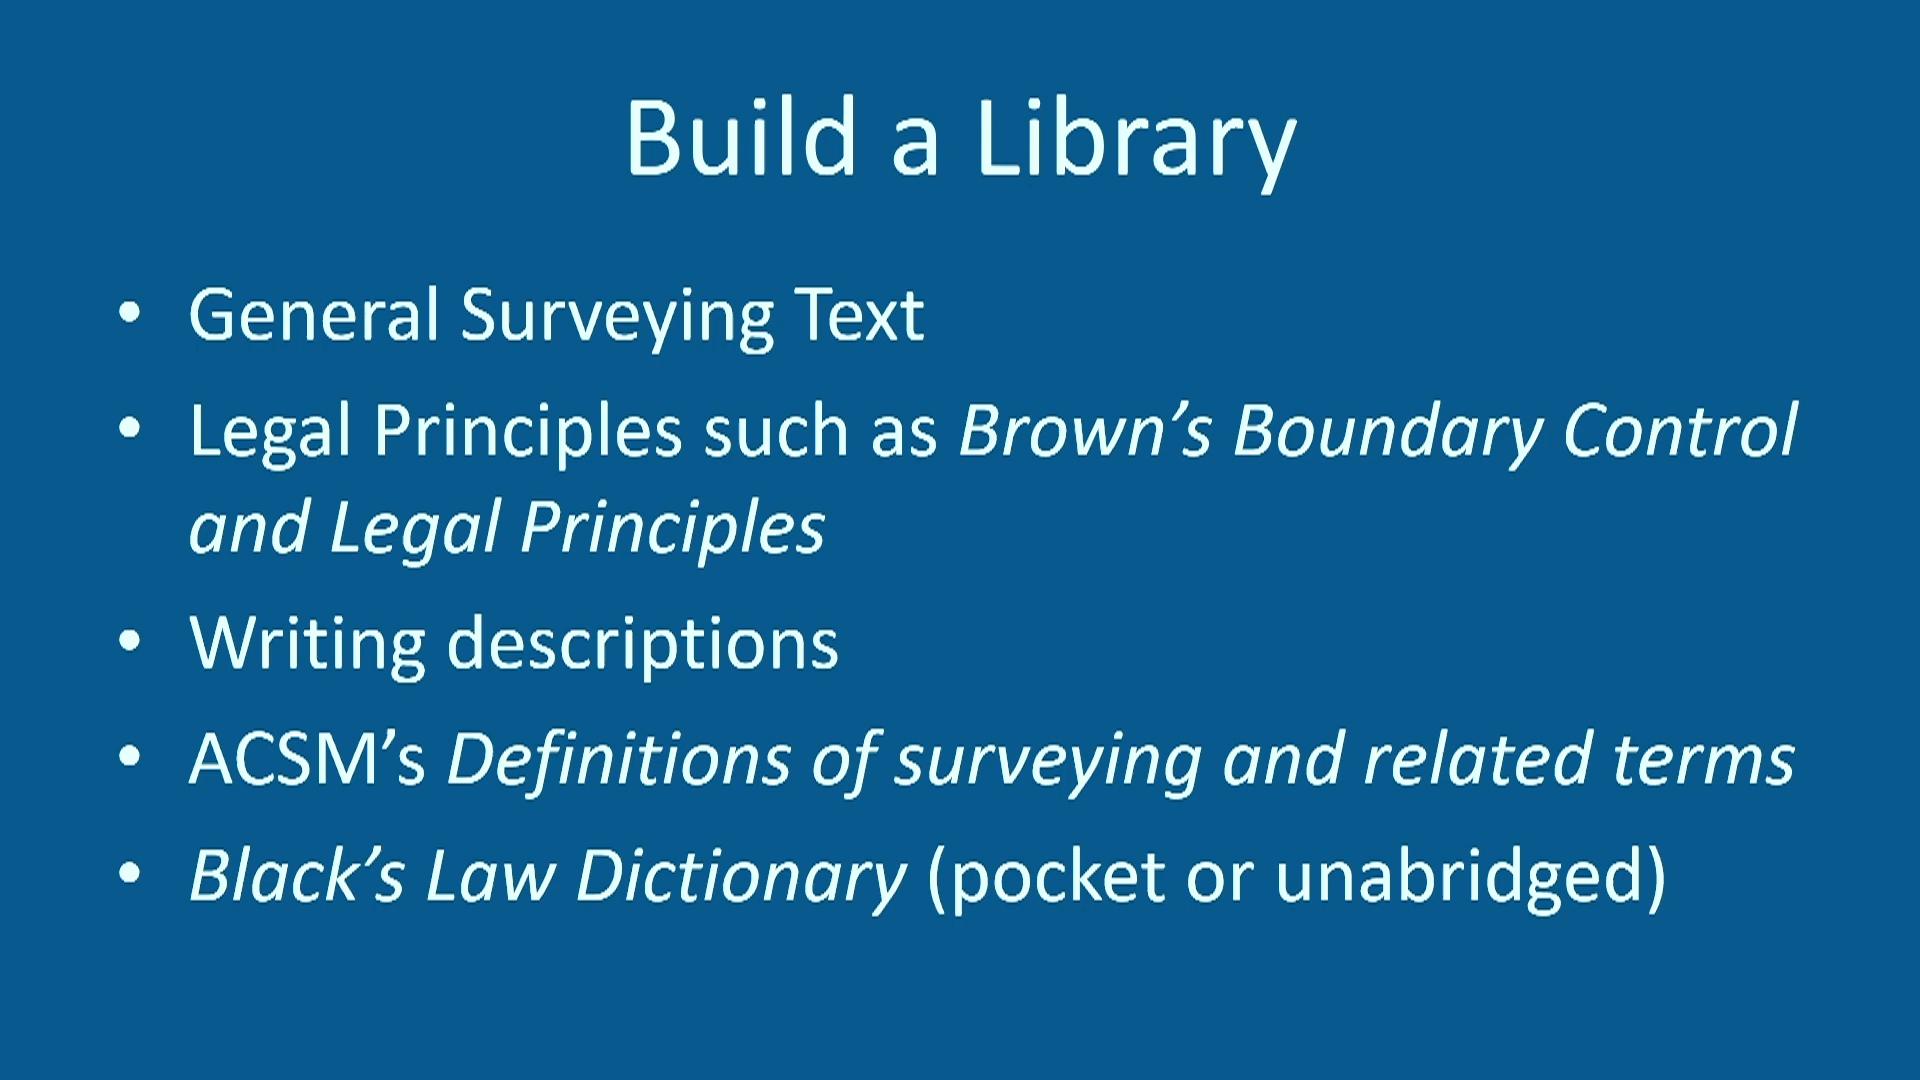 Build a Library
• General Surveying Text
• Legal Principles such as Brown’s Boundary Control
and Legal Principles
• Writing descriptions
• ACSM’s Definitions of surveying and related terms
• Black’s Law Dictionary (pocket or unabridged)